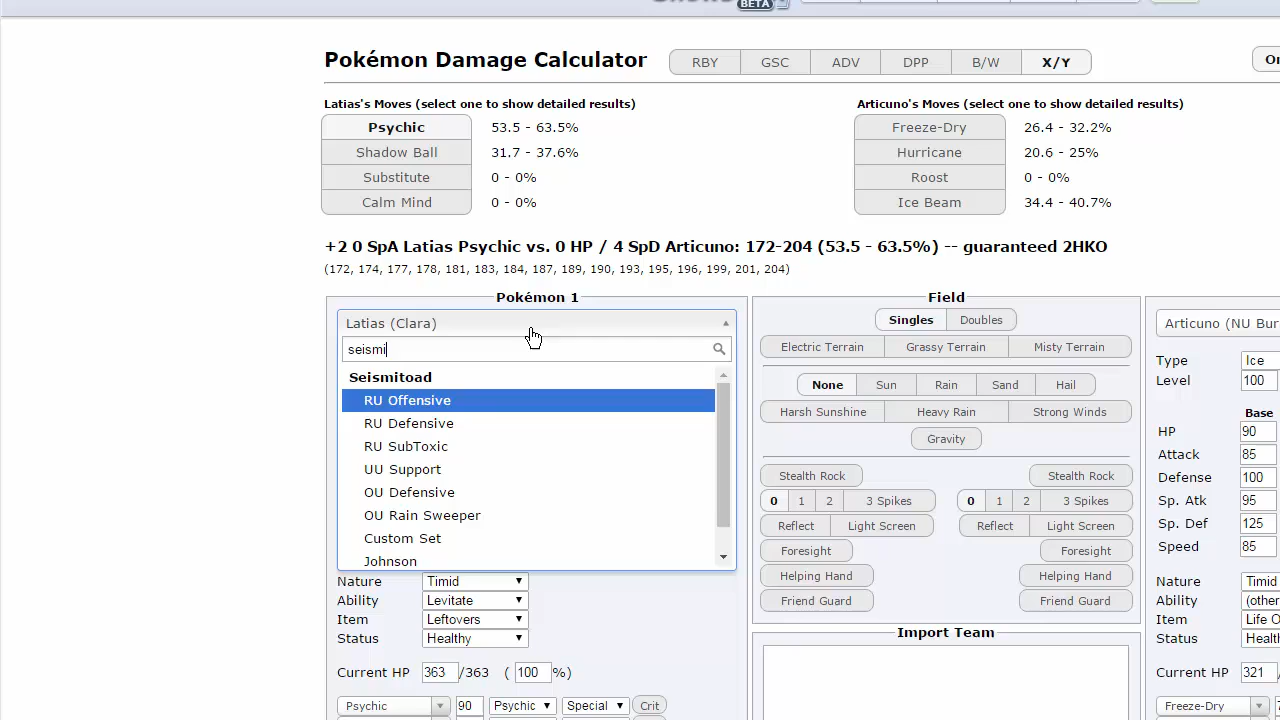 BETA
Pokémon Damage Calculator RBY GSC ADV DPP B/W X/Y
Latias's Moves (select one to show detailed results) Articuno's Moves (select one to show detailed results)
Psychic 53.5 - 63.5% Freeze-Dry 26.4 - 32.2%
Shadow Ball 31.7 - 37.6% Hurricane 20.6 - 25%
Substitute 0 - 0% Roost 0 - 0%
Calm Mind 0 - 0% Ice Beam 34.4 - 40.7%
+2 0 SpA Latias Psychic vs. 0 HP / 4 SpD Articuno: 172-204 (53.5 - 63.5%) -- guaranteed 2HKO
(172, 174, 177, 178, 181, 183, 184, 187, 189, 190, 193, 195, 196, 199, 201, 204)
Pokémon 1
Latias (Clara)
seismi
Seismitoad
RU Offensive
RU Defensive
RU SubToxic
UU Support
OU Defensive
OU Rain Sweeper
Custom Set
Johnson
Nature Timid
Ability Levitate
Item Leftovers
Status Healthy
Current HP 363/363 ( 100 %)
Psychic 90 Psychic Special Crit
Field
Singles Doubles
Electric Terrain Grassy Terrain Misty Terrain
None Sun Rain Sand Hail
Harsh Sunshine Heavy Rain Strong Winds
Gravity
Stealth Rock Stealth Rock
0 1 2 3 Spikes 0 1 2 3 Spikes
Reflect Light Screen Reflect Light Screen
Foresight Foresight
Helping Hand Helping Hand
Friend Guard Friend Guard
Import Team
Articuno (NU Bur
Type Ice
Level 100
Base
HP 90
Attack 85
Defense 100
Sp. Atk 95
Sp. Def 125
Speed 85
Nature Timid
Ability (other
Item Life O
Status Healt
Current HP 321
Freeze-Dry